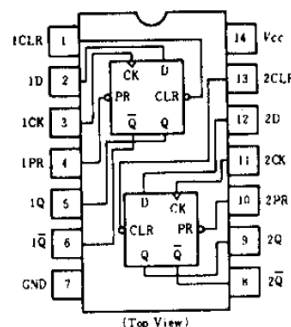 1CLR 1 14 Vcc
1D 2 CK D 13 2CLR
PR CLR
1CK 3 12 2D
Q̅ Q
1PR 4 11 2CK
1Q 5 D CK 10 2PR
CLR PR
1Q̅ 6 Q Q̅ 9 2Q
GND 7 8 2Q̅
(Top View)